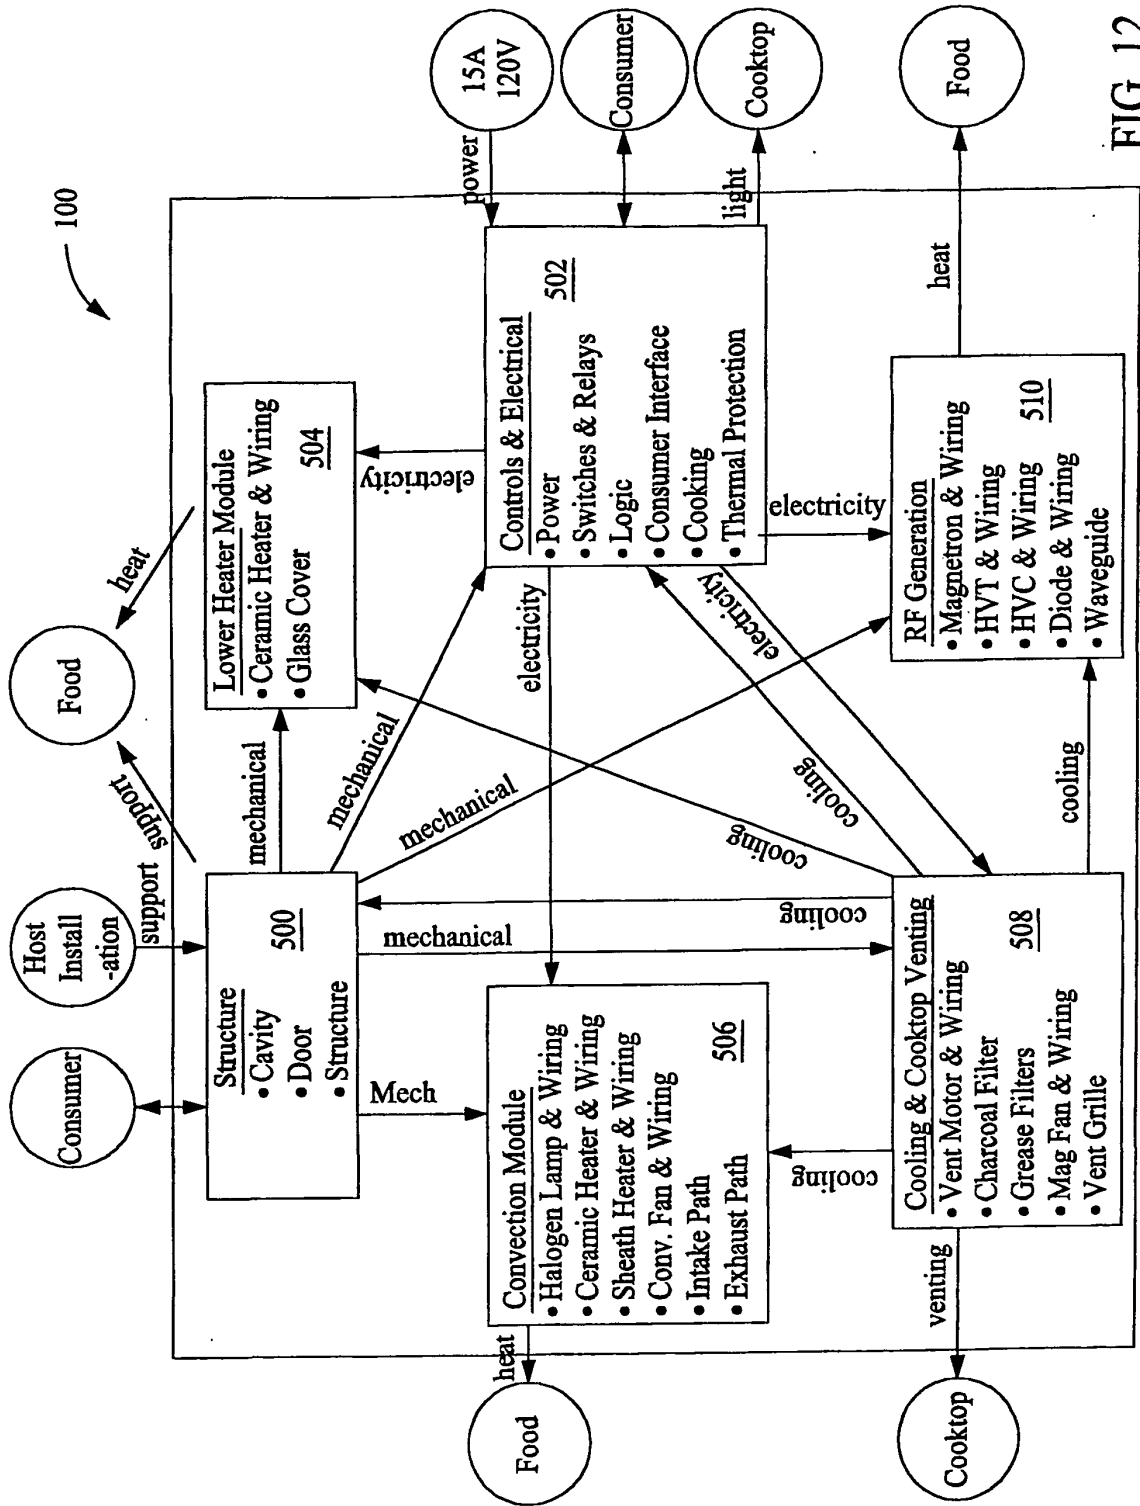 100
Consumer
Host
Install
-ation
support
Food
support
heat
Structure
• Cavity
• Door
• Structure
500
mechanical
Lower Heater Module
• Ceramic Heater & Wiring
• Glass Cover
504
Mech
mechanical
cooling
mechanical
mechanical
electricity
Convection Module
• Halogen Lamp & Wiring
• Ceramic Heater & Wiring
• Sheath Heater & Wiring
• Conv. Fan & Wiring
• Intake Path
• Exhaust Path
506
heat
Food
electricity
Controls & Electrical
• Power
• Switches & Relays
• Logic
• Consumer Interface
• Cooking
• Thermal Protection
502
power
15A
120V
Consumer
light
Cooktop
cooling
cooling
cooling
electricity
electricity
Cooling & Cooktop Venting
• Vent Motor & Wiring
• Charcoal Filter
• Grease Filters
• Mag Fan & Wiring
• Vent Grille
508
venting
Cooktop
cooling
RF Generation
• Magnetron & Wiring
• HVT & Wiring
• HVC & Wiring
• Diode & Wiring
• Waveguide
510
heat
Food
FIG. 12